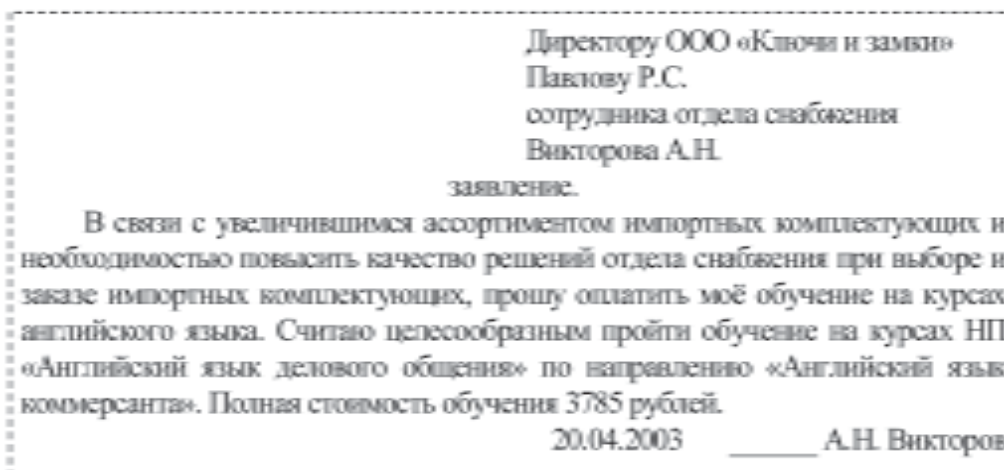 Директору ООО «Ключи и замки»
Павлову Р.С.
сотрудника отдела снабжения
Викторова А.Н.
заявление.
В связи с увеличившимся ассортиментом импортных комплектующих и
необходимостью повысить качество решений отдела снабжения при выборе и
заказе импортных комплектующих, прошу оплатить моё обучение на курсах
английского языка. Считаю целесообразным пройти обучение на курсах НП
«Английский язык делового общения» по направлению «Английский язык
коммерсанта». Полная стоимость обучения 3785 рублей.
20.04.2003 ______ А.Н. Викторов